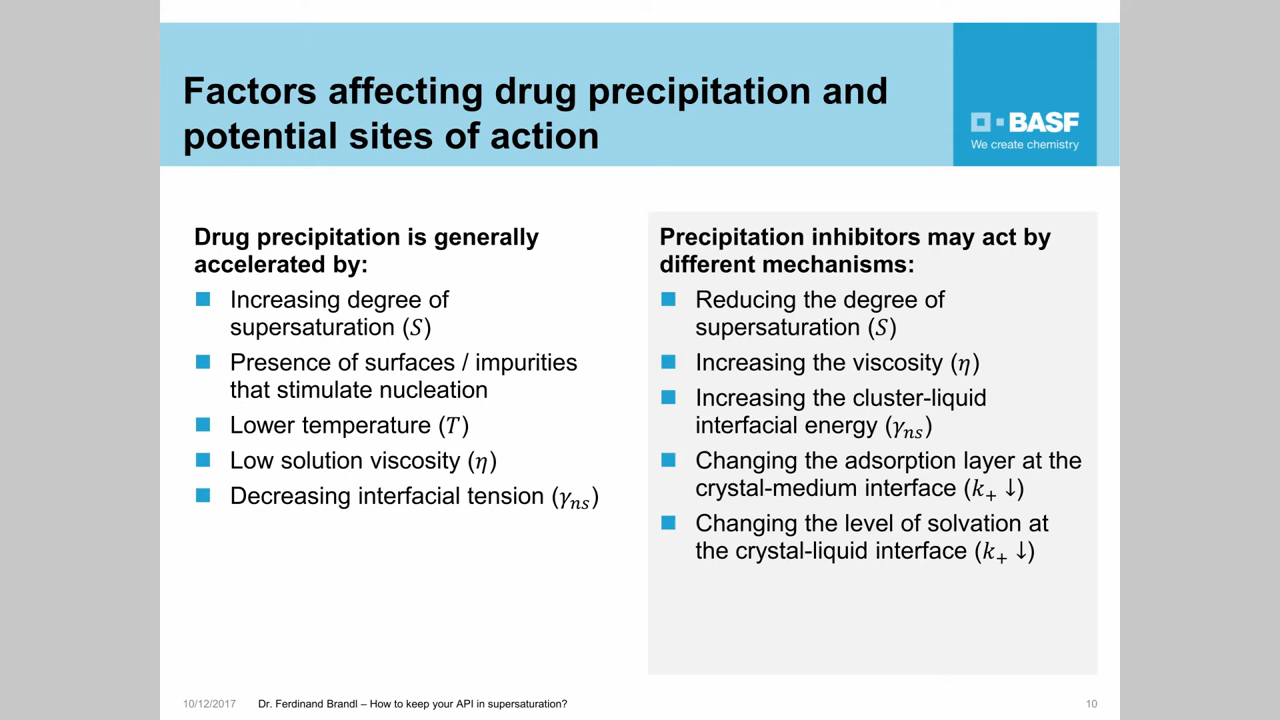 Factors affecting drug precipitation and
potential sites of action
BASF
We create chemistry
Drug precipitation is generally
accelerated by:
Increasing degree of
supersaturation (S)
Presence of surfaces / impurities
that stimulate nucleation
Lower temperature (T)
Low solution viscosity (η)
Decreasing interfacial tension (γns)
Precipitation inhibitors may act by
different mechanisms:
Reducing the degree of
supersaturation (S)
Increasing the viscosity (η)
Increasing the cluster-liquid
interfacial energy (γns)
Changing the adsorption layer at the
crystal-medium interface (k+ ↓)
Changing the level of solvation at
the crystal-liquid interface (k+ ↓)
10/12/2017 Dr. Ferdinand Brandl – How to keep your API in supersaturation? 10